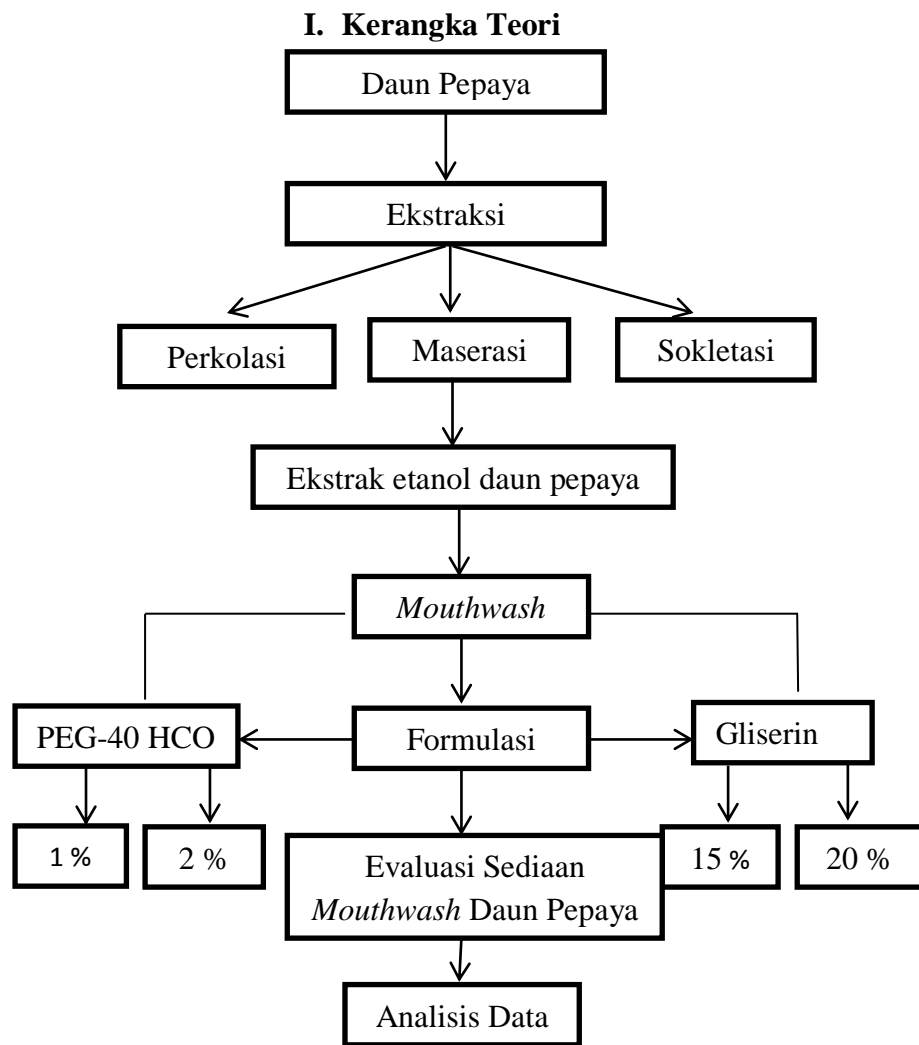 I. Kerangka Teori
Daun Pepaya
Ekstraksi
Perkolasi
Maserasi
Sokletasi
Ekstrak etanol daun pepaya
Mouthwash
PEG-40 HCO
Formulasi
Gliserin
1 %
2 %
Evaluasi Sediaan
Mouthwash Daun Pepaya
15 %
20 %
Analisis Data